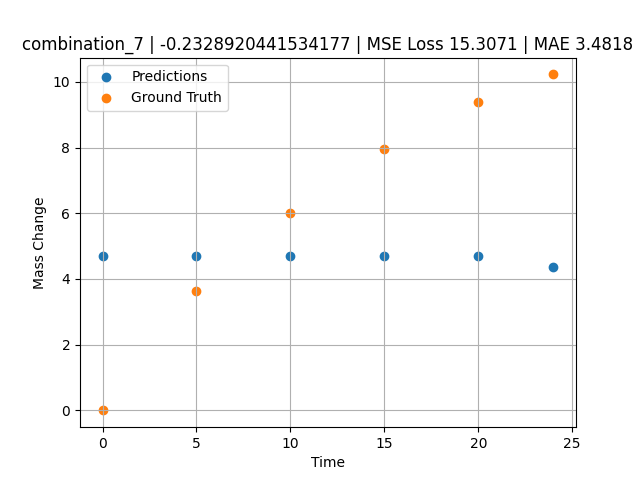 combination_7 | -0.2328920441534177 | MSE Loss 15.3071 | MAE 3.4818
Predictions
Ground Truth
10
8
6
4
2
0
Mass Change
0 5 10 15 20 25
Time